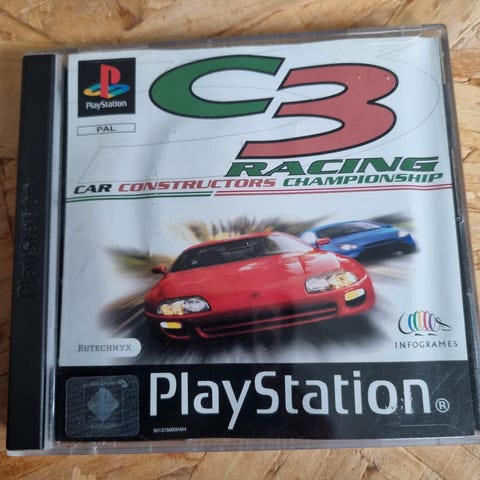 PlayStation
PAL
C3
RACING
CAR CONSTRUCTORS CHAMPIONSHIP
PlayStation
EUTECHNYX
INFOGRAMES
PlayStation®